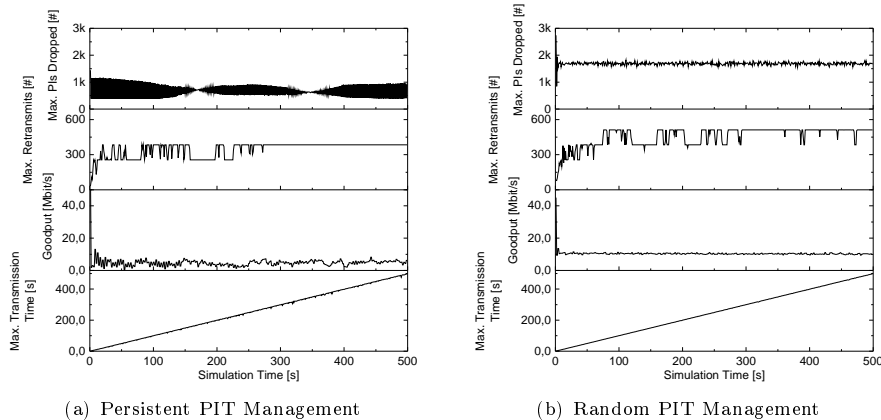 3k
2k
1k
0
Max. PIs Dropped [#]
600
300
0
Max. Retransmits [#]
40,0
20,0
0,0
Goodput [Mbit/s]
400,0
200,0
0,0
Max. Transmission
Time [s]
0 100 200 300 400 500
Simulation Time [s]
(a) Persistent PIT Management
3k
2k
1k
0
Max. PIs Dropped [#]
600
300
0
Max. Retransmits [#]
40,0
20,0
0,0
Goodput [Mbit/s]
400,0
200,0
0,0
Max. Transmission
Time [s]
100 200 300 400 500
Simulation Time [s]
(b) Random PIT Management